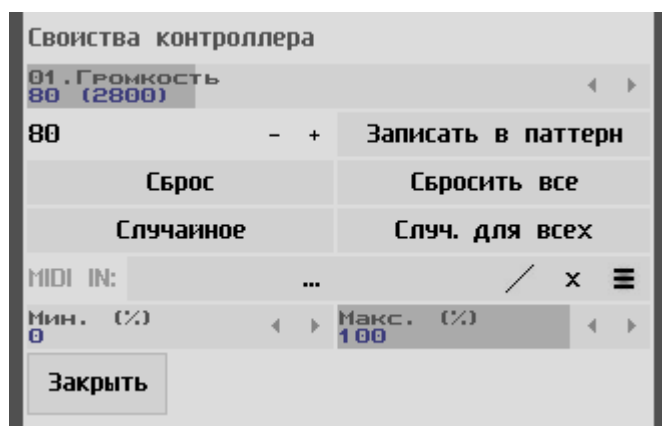 Свойства контроллера
01.Громкость
80 (2800)
80 - + Записать в паттерн
Сброс Сбросить все
Случайное Случ. для всех
MIDI IN: ... x
Мин. (%) Макс. (%)
0 100
Закрыть